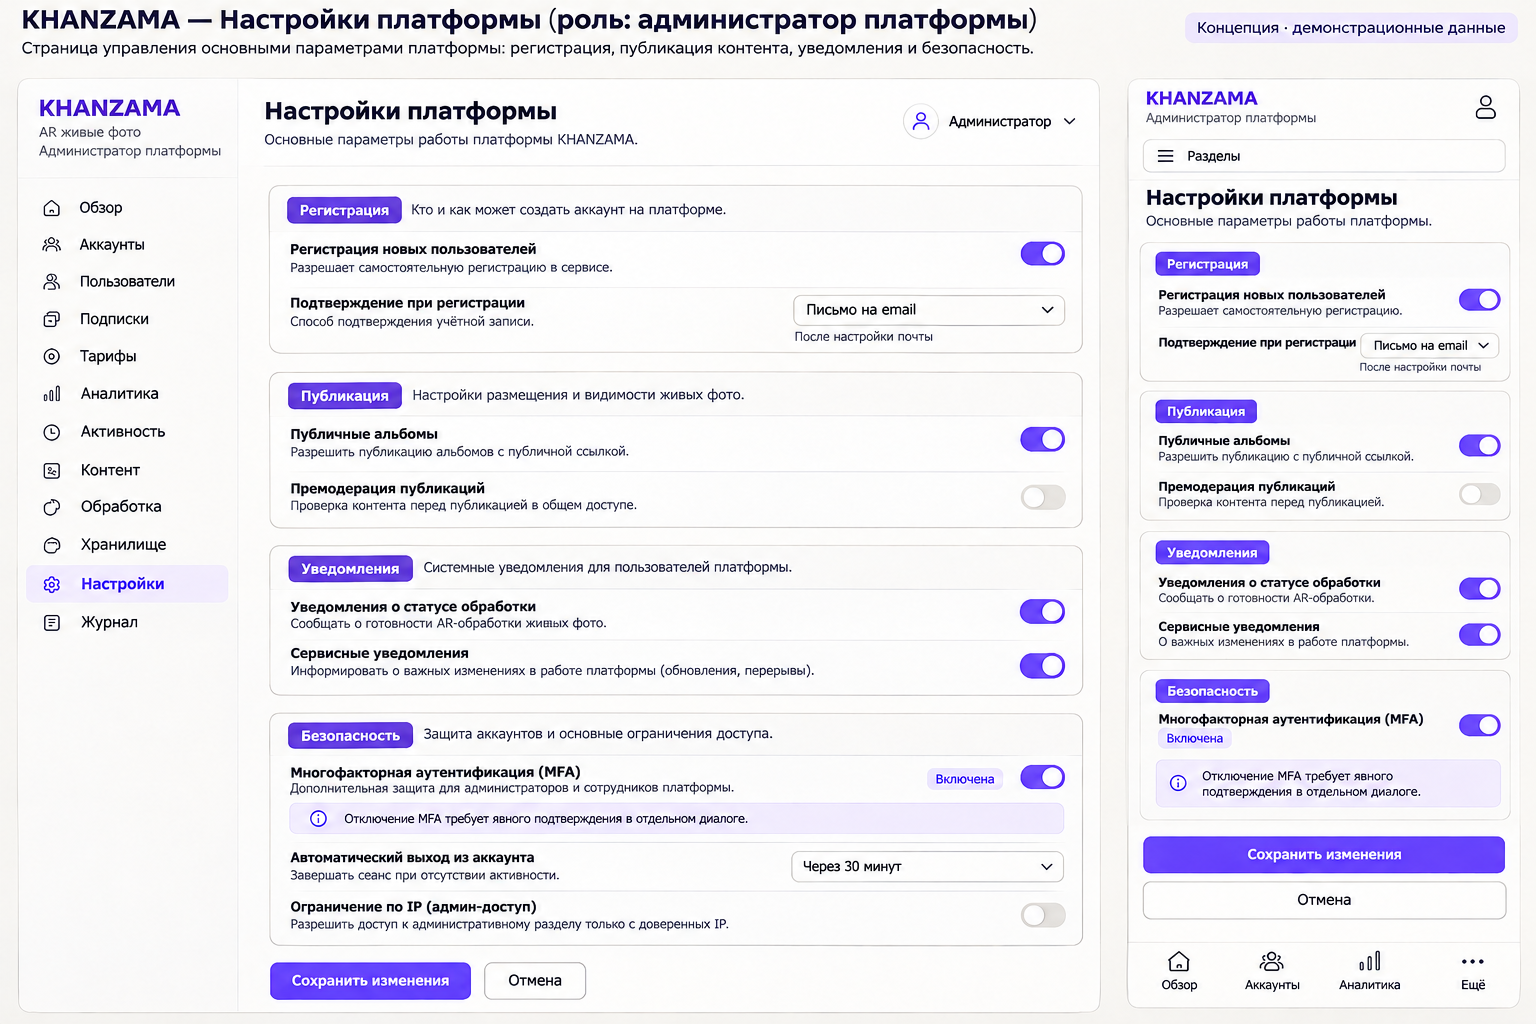 KHANZAMA — Настройки платформы (роль: администратор платформы)
Страница управления основными параметрами платформы: регистрация, публикация контента, уведомления и безопасность.
Концепция · демонстрационные данные
KHANZAMA
AR живые фото
Администратор платформы
Обзор
Аккаунты
Пользователи
Подписки
Тарифы
Аналитика
Активность
Контент
Обработка
Хранилище
Настройки
Журнал
Настройки платформы
Основные параметры работы платформы KHANZAMA.
Администратор
Регистрация Кто и как может создать аккаунт на платформе.
Регистрация новых пользователей
Разрешает самостоятельную регистрацию в сервисе.
Подтверждение при регистрации
Способ подтверждения учётной записи.
Письмо на email
После настройки почты
Публикация Настройки размещения и видимости живых фото.
Публичные альбомы
Разрешить публикацию альбомов с публичной ссылкой.
Премодерация публикаций
Проверка контента перед публикацией в общем доступе.
Уведомления Системные уведомления для пользователей платформы.
Уведомления о статусе обработки
Сообщать о готовности AR-обработки живых фото.
Сервисные уведомления
Информировать о важных изменениях в работе платформы (обновления, перерывы).
Безопасность Защита аккаунтов и основные ограничения доступа.
Многофакторная аутентификация (MFA)
Дополнительная защита для администраторов и сотрудников платформы.
Включена
Отключение MFA требует явного подтверждения в отдельном диалоге.
Автоматический выход из аккаунта
Завершать сеанс при отсутствии активности.
Через 30 минут
Ограничение по IP (админ-доступ)
Разрешить доступ к административному разделу только с доверенных IP.
Сохранить изменения
Отмена
KHANZAMA
Администратор платформы
Разделы
Настройки платформы
Основные параметры работы платформы.
Регистрация
Регистрация новых пользователей
Разрешает самостоятельную регистрацию.
Подтверждение при регистраци
Письмо на email
После настройки почты
Публикация
Публичные альбомы
Разрешить публикацию с публичной ссылкой.
Премодерация публикаций
Проверка контента перед публикацией.
Уведомления
Уведомления о статусе обработки
Сообщать о готовности AR-обработки.
Сервисные уведомления
О важных изменениях в работе платформы.
Безопасность
Многофакторная аутентификация (MFA)
Включена
Отключение MFA требует явного
подтверждения в отдельном диалоге.
Сохранить изменения
Отмена
Обзор
Аккаунты
Аналитика
Ещё